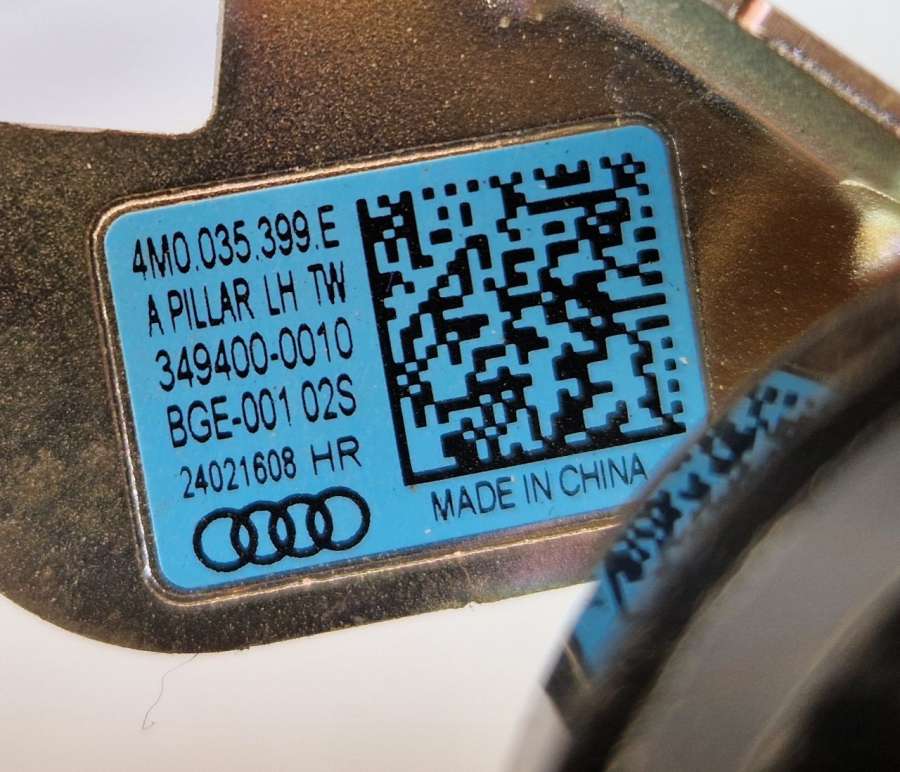 4M0.035.399.E
A PILLAR LH TW
349400-0010
BGE-001 02S
24021608 HR
MADE IN CHINA